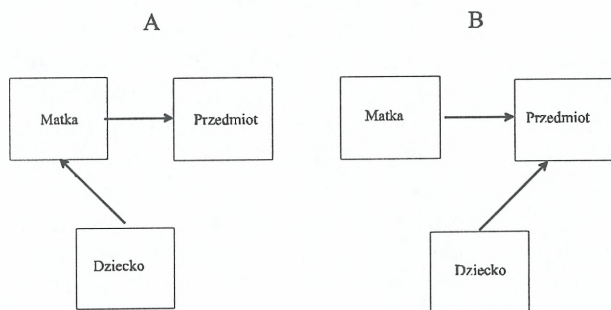 A
B
Matka
Przedmiot
Matka
Przedmiot
Dziecko
Dziecko